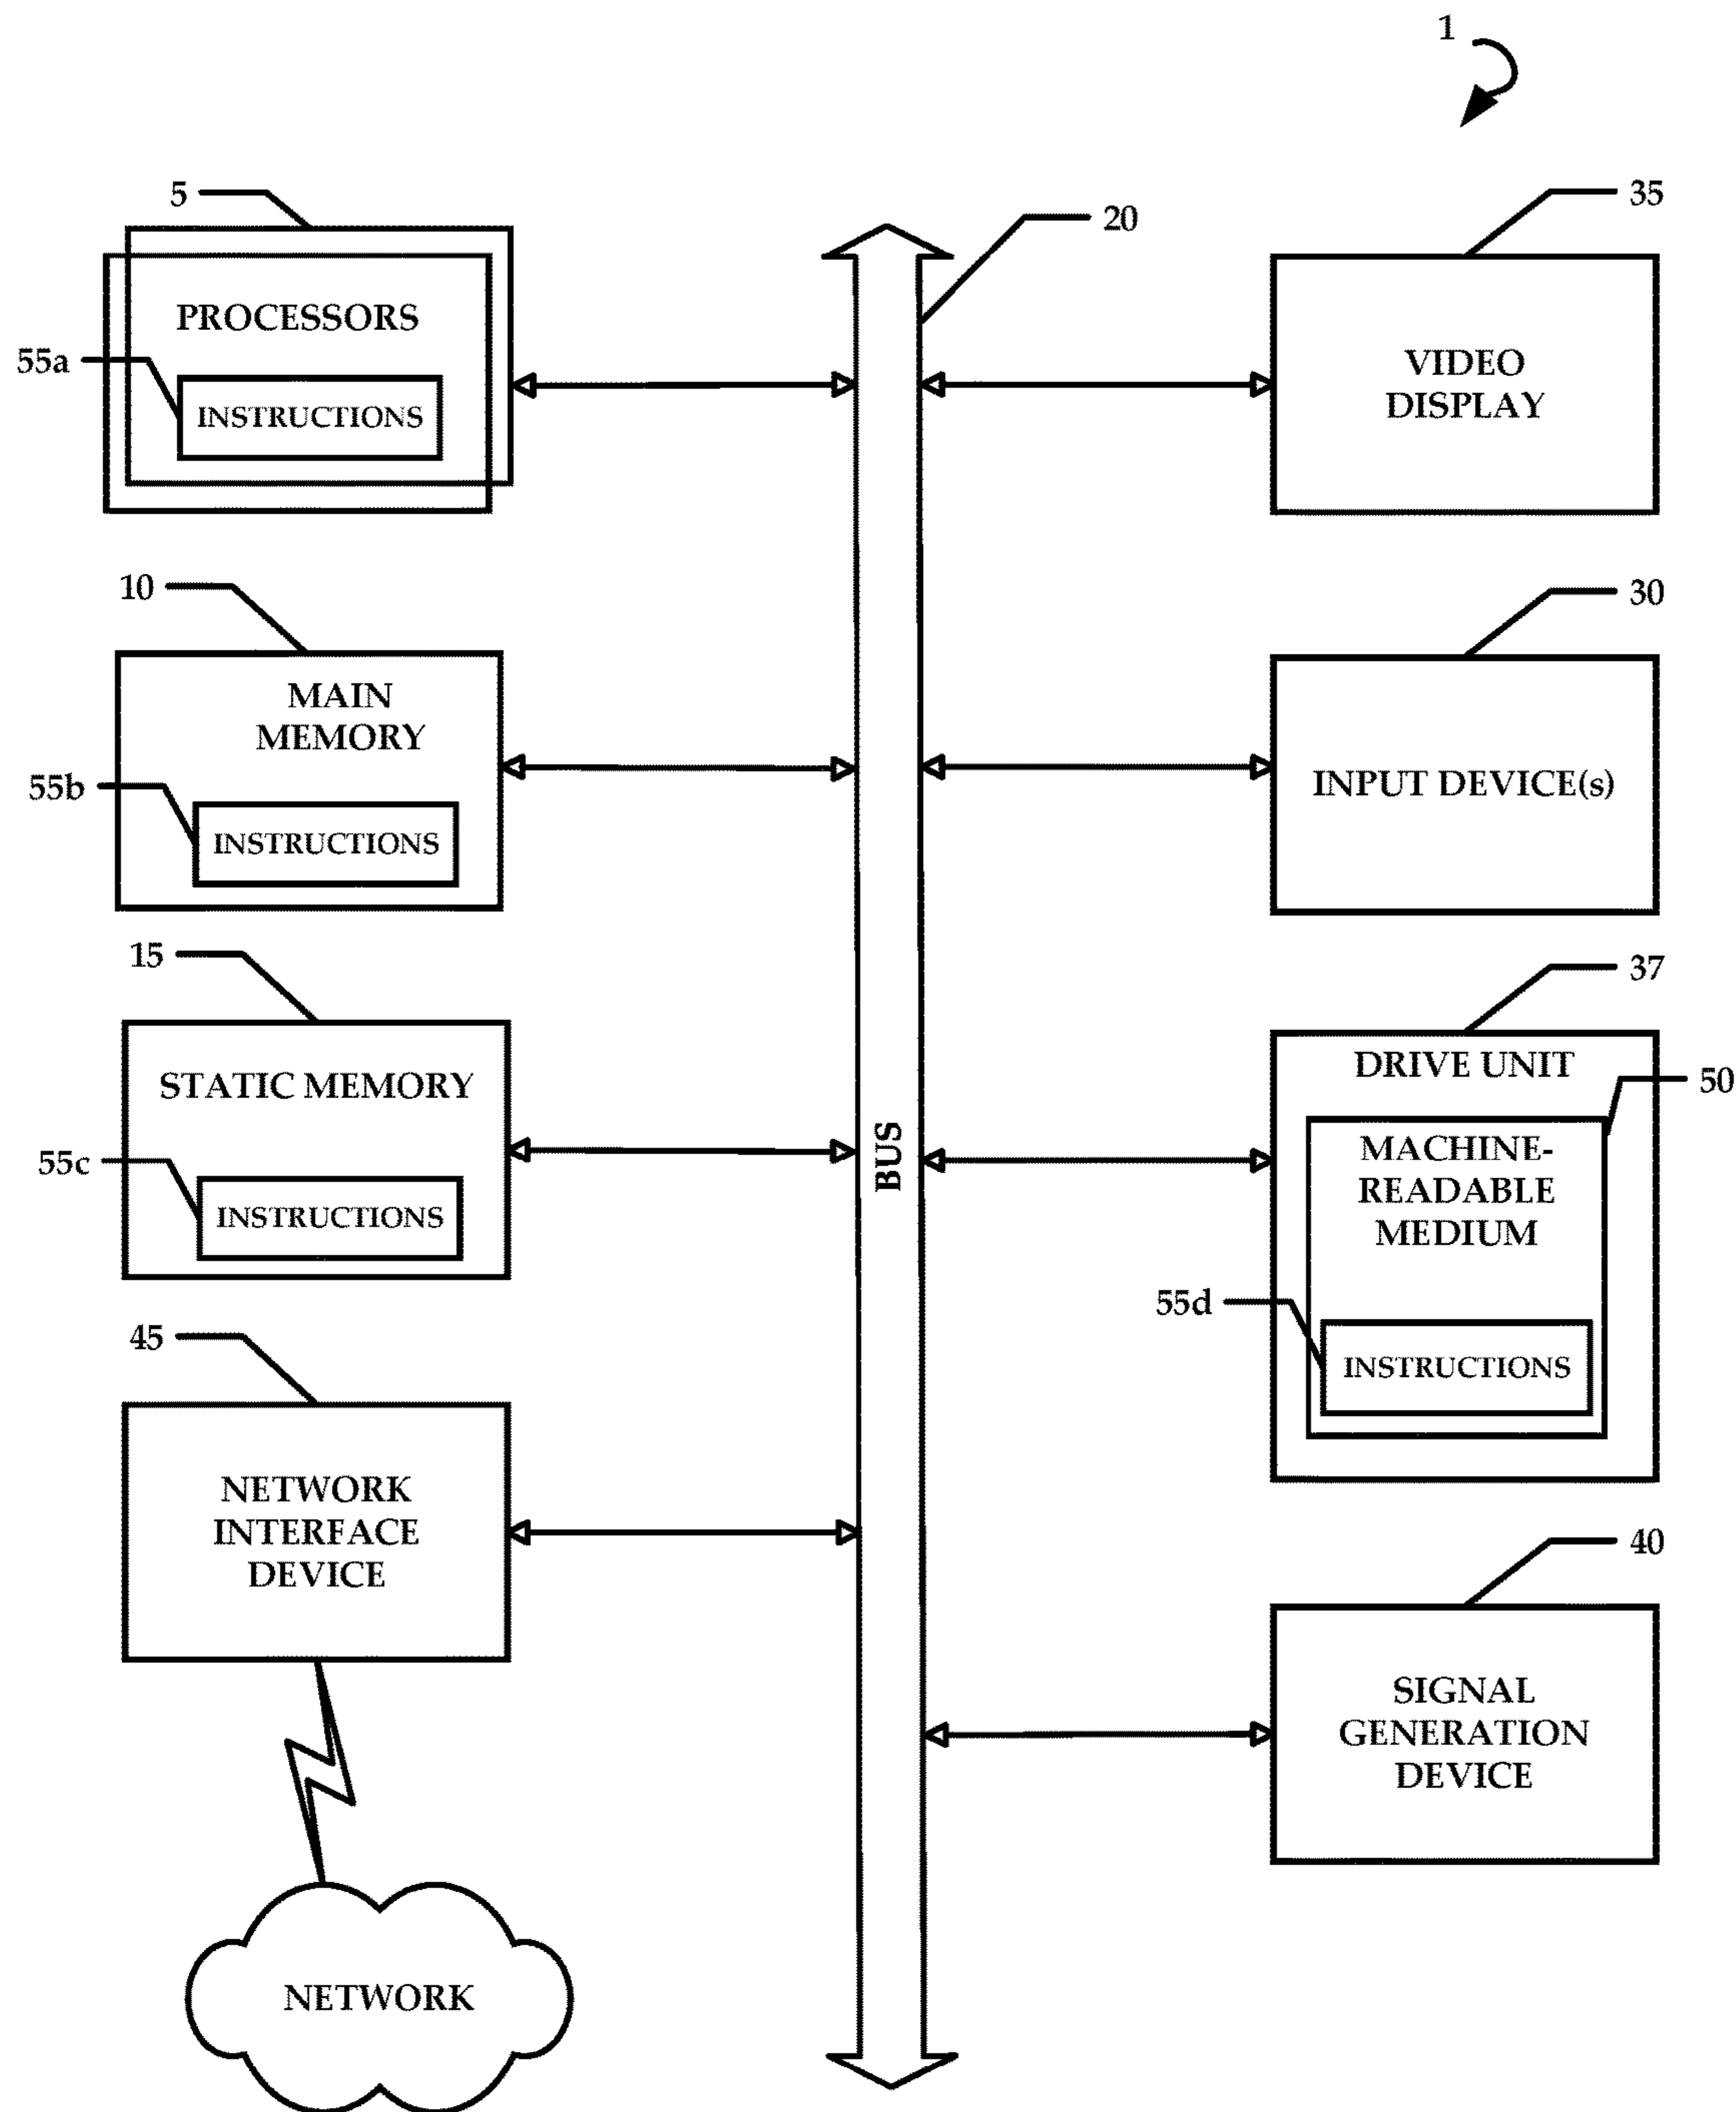 1
5
PROCESSORS
55a
INSTRUCTIONS
10
MAIN
MEMORY
55b
INSTRUCTIONS
15
STATIC MEMORY
55c
INSTRUCTIONS
45
NETWORK
INTERFACE
DEVICE
NETWORK
20
BUS
35
VIDEO
DISPLAY
30
INPUT DEVICE(s)
37
DRIVE UNIT
50
MACHINE-
READABLE
MEDIUM
55d
INSTRUCTIONS
40
SIGNAL
GENERATION
DEVICE